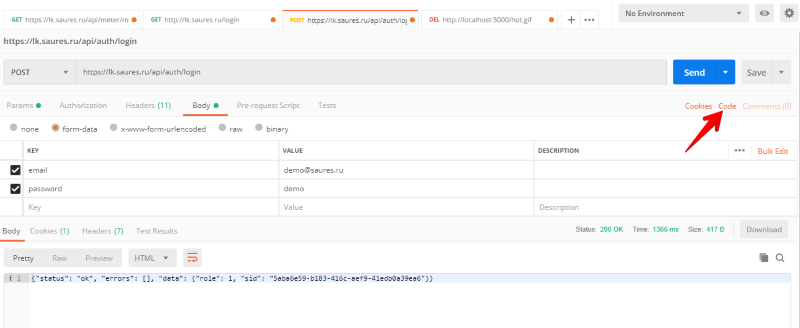 GET http://lk.saures.ru/api/meter/m GET http://lk.saures.ru/login POST https://lk.saures.ru/api/auth/log DEL http://localhost:3000/hot.gif + ••• No Environment
https://lk.saures.ru/api/auth/login
POST https://lk.saures.ru/api/auth/login Send Save
Params Authorization Headers (11) Body Pre-request Script Tests Cookies Code Comments (0)
none form-data x-www-form-urlencoded raw binary
KEY VALUE DESCRIPTION ••• Bulk Edit
email demo@saures.ru
password demo
Key Value Description
Body Cookies (1) Headers (7) Test Results Status: 200 OK Time: 1366 ms Size: 417 B Download
Pretty Raw Preview HTML
i 1 {"status": "ok", "errors": [], "data": {"role": 1, "sid": "5aba6e59-b183-416c-aef9-41edb0a39ea6"}}